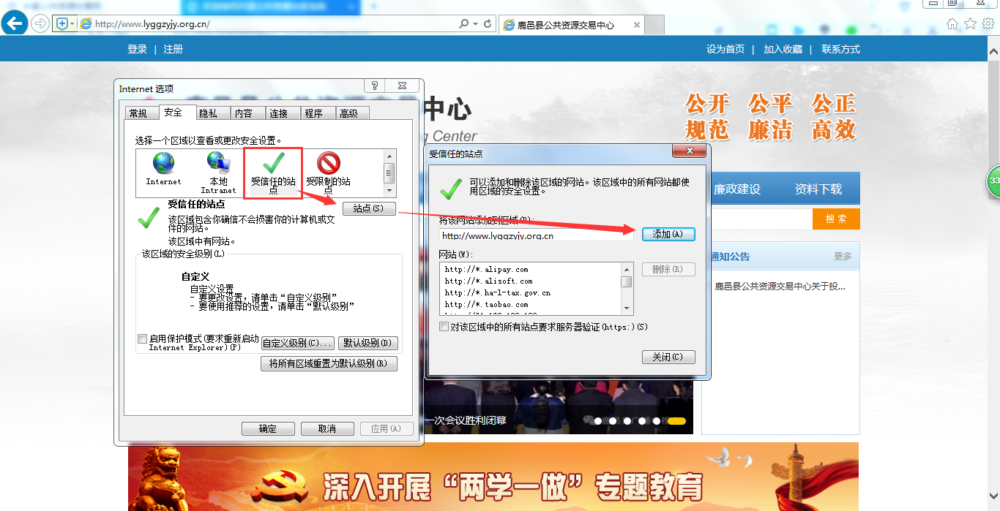 http://www.lyggzyjy.org.cn/
鹿邑县公共资源交易中心
登录 | 注册
设为首页 | 加入收藏 | 联系方式
Internet 选项
常规 安全 隐私 内容 连接 程序 高级
选择一个区域以查看或更改安全设置。
Internet
本地
Intranet
受信任的站
点
受限制的站
点
受信任的站点
站点(S)
该区域包含你确信不会损害你的计算机或文
件的网站。
该区域中有网站。
该区域的安全级别(L)
自定义
自定义设置
- 要更改设置，请单击“自定义级别”
- 要使用推荐的设置，请单击“默认级别”
启用保护模式(要求重新启动
Internet Explorer)(P)
自定义级别(C)...
默认级别(D)
将所有区域重置为默认级别(R)
确定 取消 应用(A)
中心
g Center
公开 公平 公正
规范 廉洁 高效
受信任的站点
可以添加和删除该区域的网站。该区域中的所有网站都使
用区域的安全设置。
将该网站添加到区域(D):
http://www.lyggzyjy.org.cn
添加(A)
网站(W):
http://*.alipay.com
http://*.alisoft.com
http://*.ha-l-tax.gov.cn
http://*.taobao.com
删除(R)
对该区域中的所有站点要求服务器验证(https:)(S)
关闭(C)
廉政建设 资料下载
搜 索
通知公告 更多
鹿邑县公共资源交易中心关于投...
33
一次会议胜利闭幕
深入开展“两学一做”专题教育